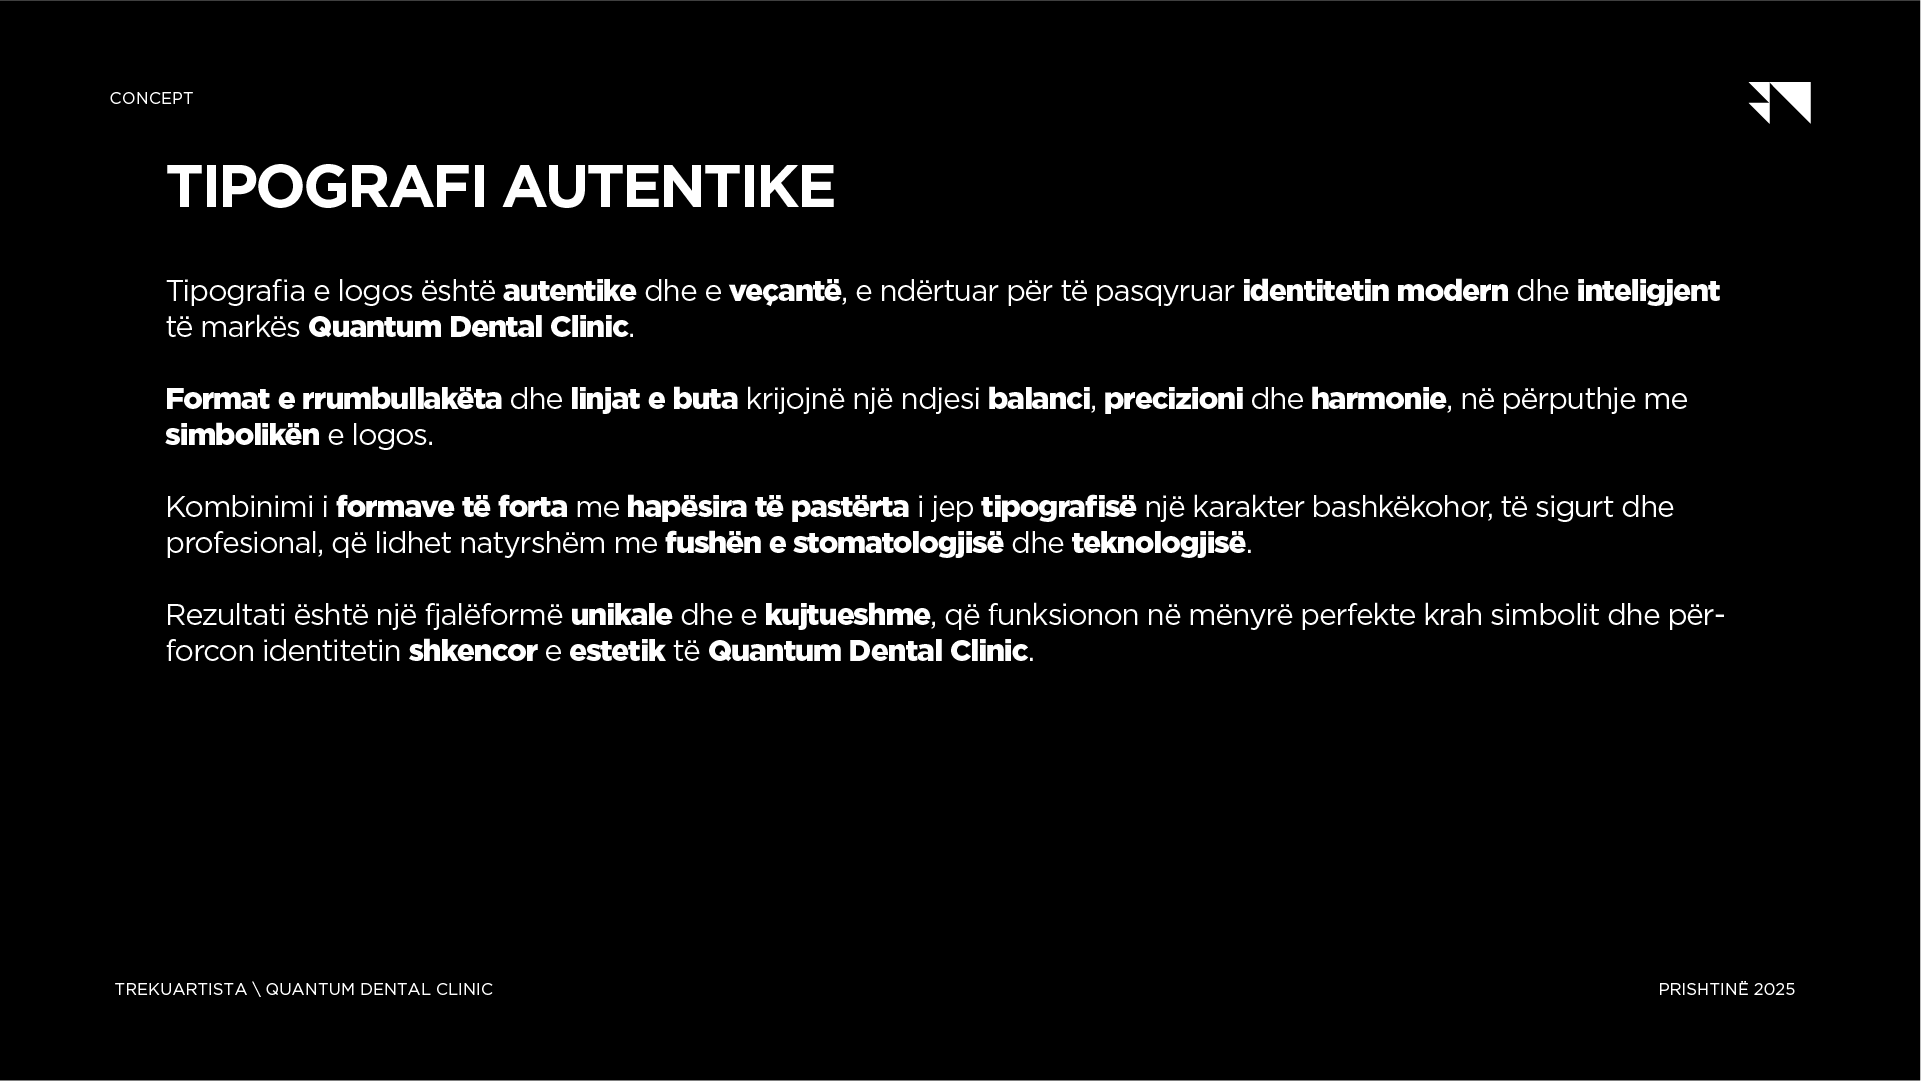 CONCEPT
TIPOGRAFI AUTENTIKE
Tipografia e logos është autentike dhe e veçantë, e ndërtuar për të pasqyruar identitetin modern dhe inteligjent
të markës Quantum Dental Clinic.
Format e rrumbullakëta dhe linjat e buta krijojnë një ndjesi balanci, precizioni dhe harmonie, në përputhje me
simbolikën e logos.
Kombinimi i formave të forta me hapësira të pastërta i jep tipografisë një karakter bashkëkohor, të sigurt dhe
profesional, që lidhet natyrshëm me fushën e stomatologjisë dhe teknologjisë.
Rezultati është një fjalëformë unikale dhe e kujtueshme, që funksionon në mënyrë perfekte krah simbolit dhe për-
forcon identitetin shkencor e estetik të Quantum Dental Clinic.
TREKUARTISTA \ QUANTUM DENTAL CLINIC
PRISHTINË 2025